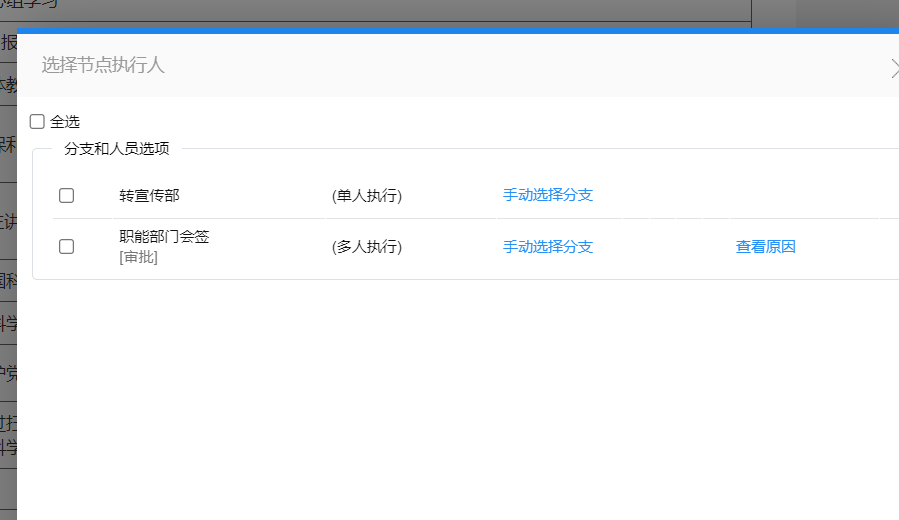 选择节点执行人
全选
分支和人员选项
转宣传部 (单人执行) 手动选择分支
职能部门会签 (多人执行) 手动选择分支 查看原因
[审批]